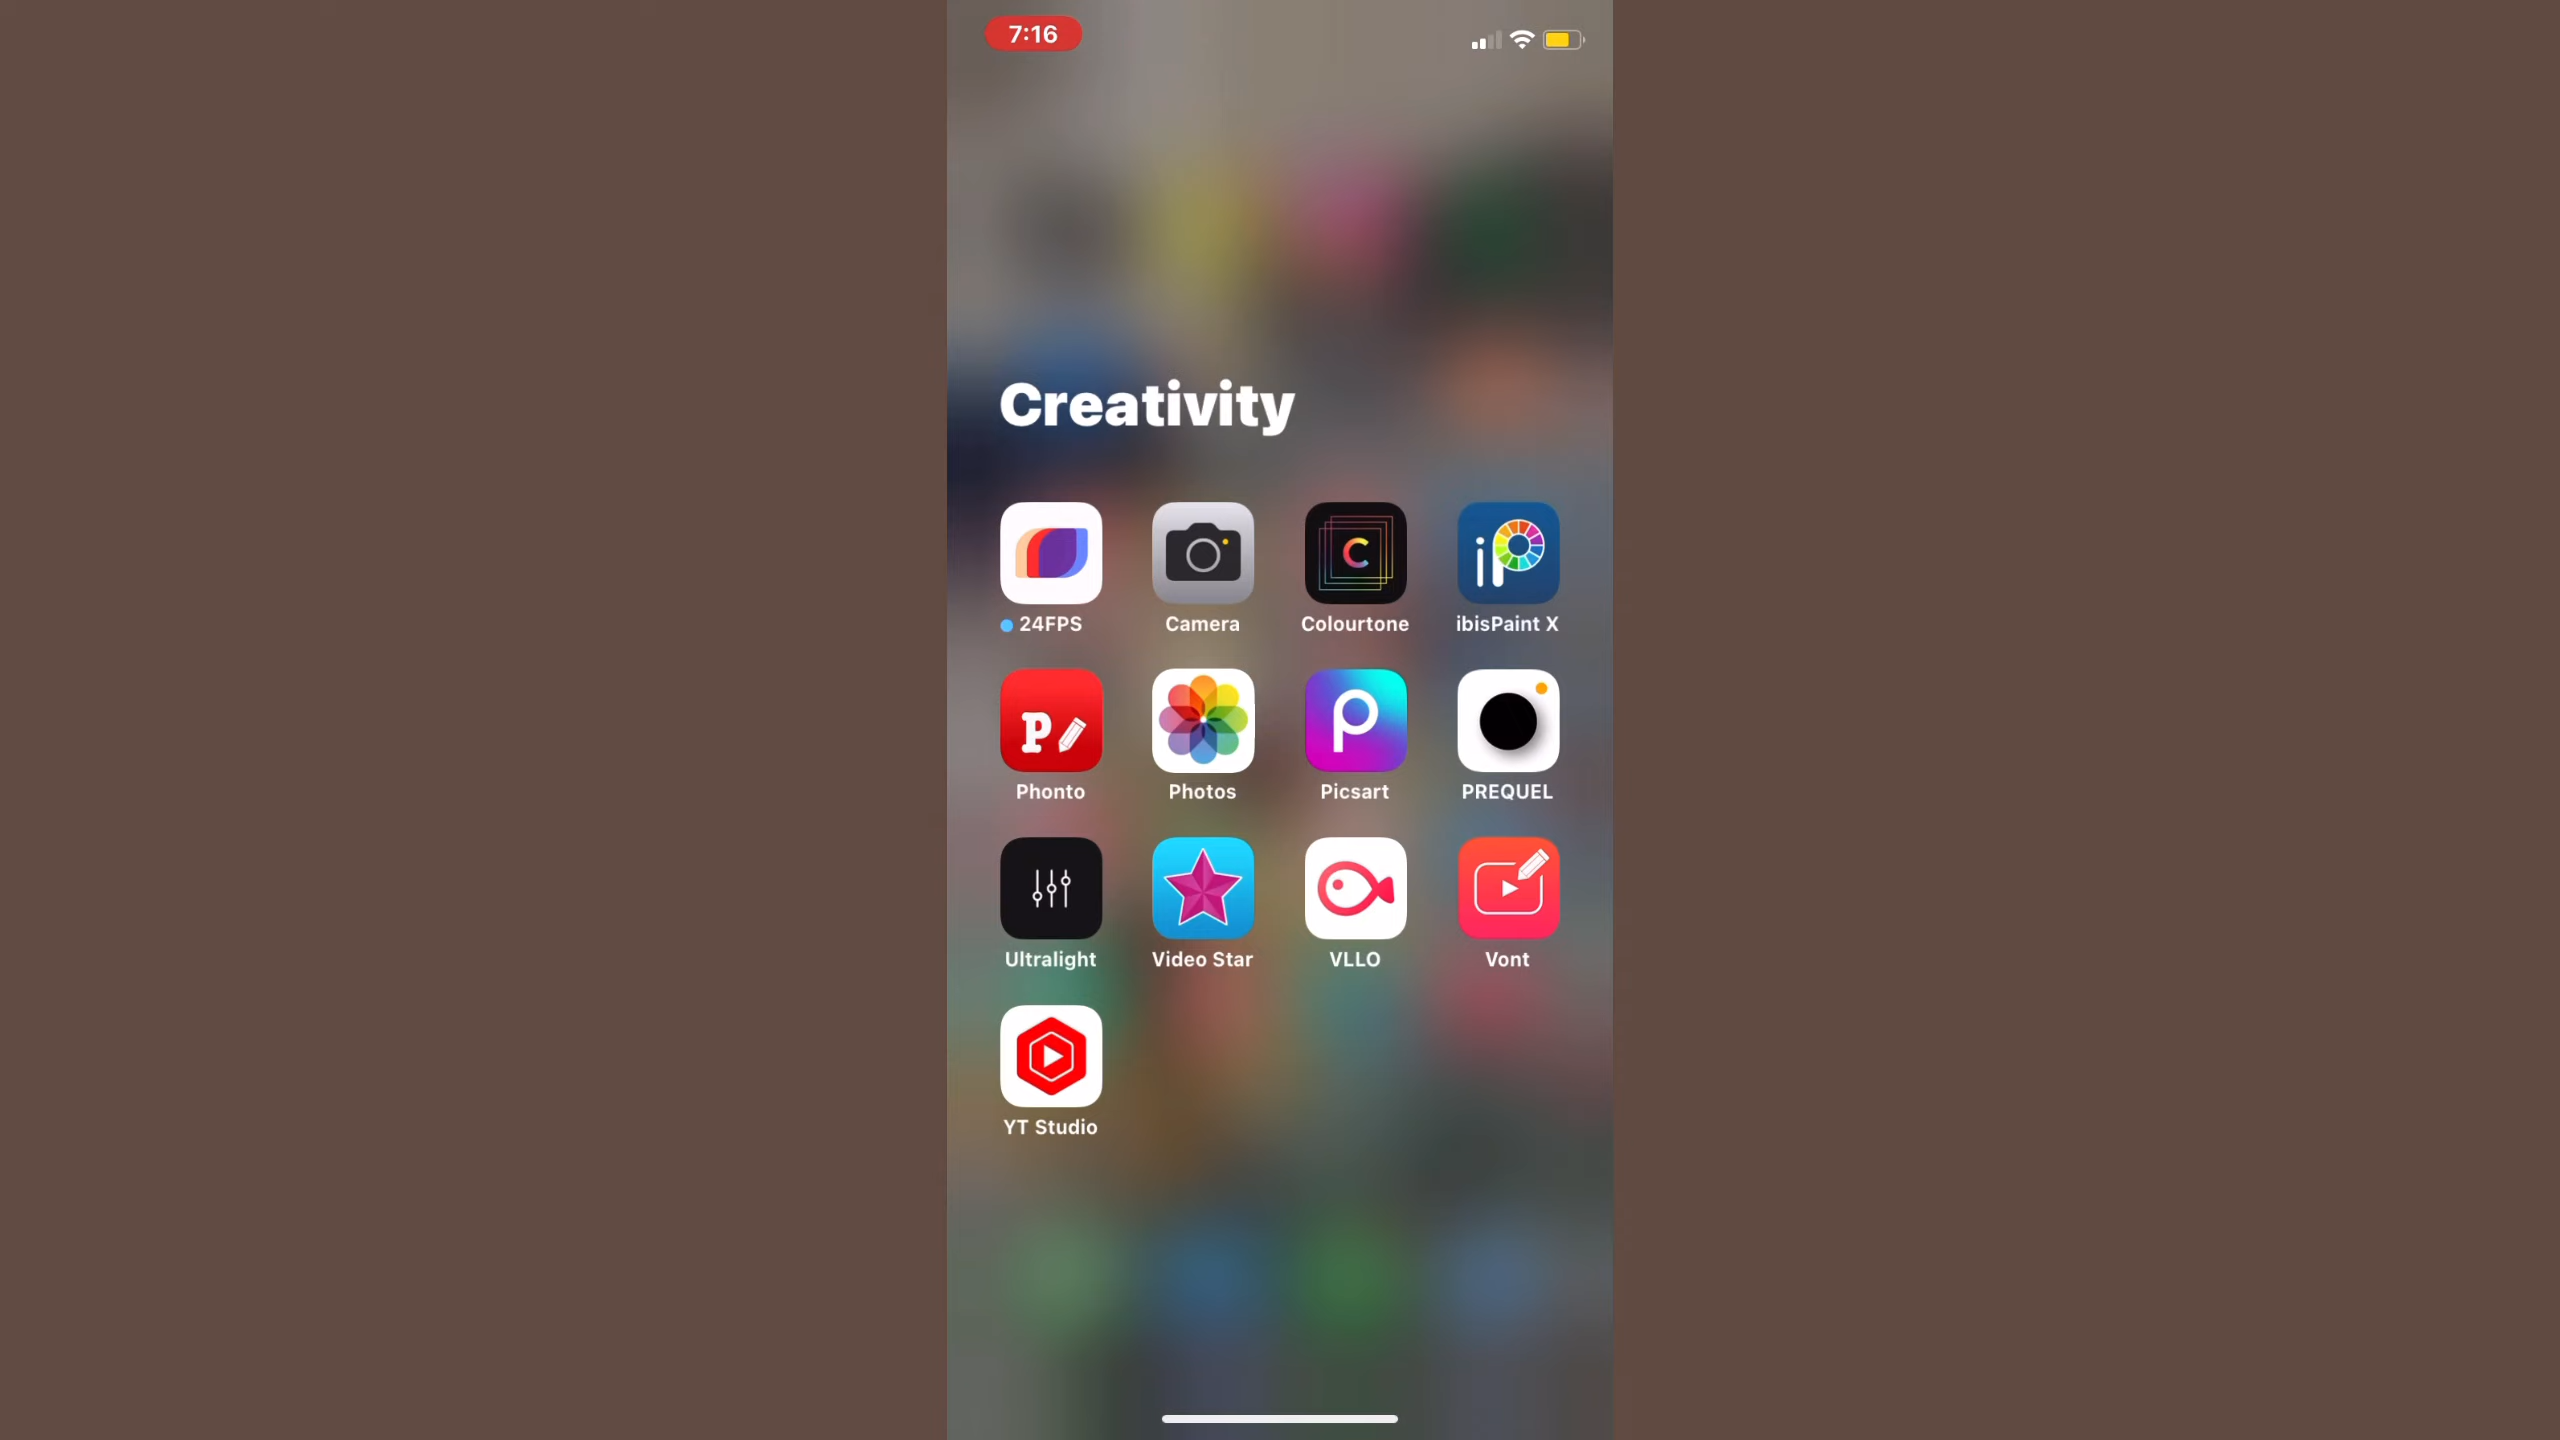 7:16
Creativity
24FPS
Camera
Colourtone
ibisPaint X
Phonto
Photos
Picsart
PREQUEL
Ultralight
Video Star
VLLO
Vont
YT Studio